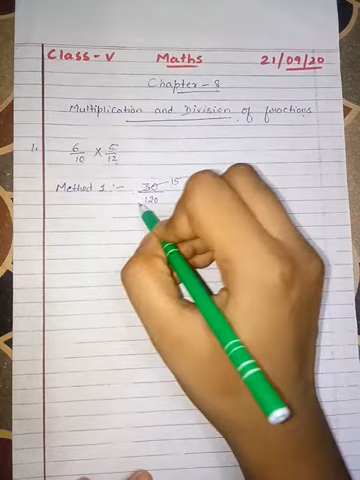 Class-V Maths 21/09/20
Chapter-8
Multiplication and Division of fractions
1. 6/10 × 5/12
Method 1 :- 30/120 15